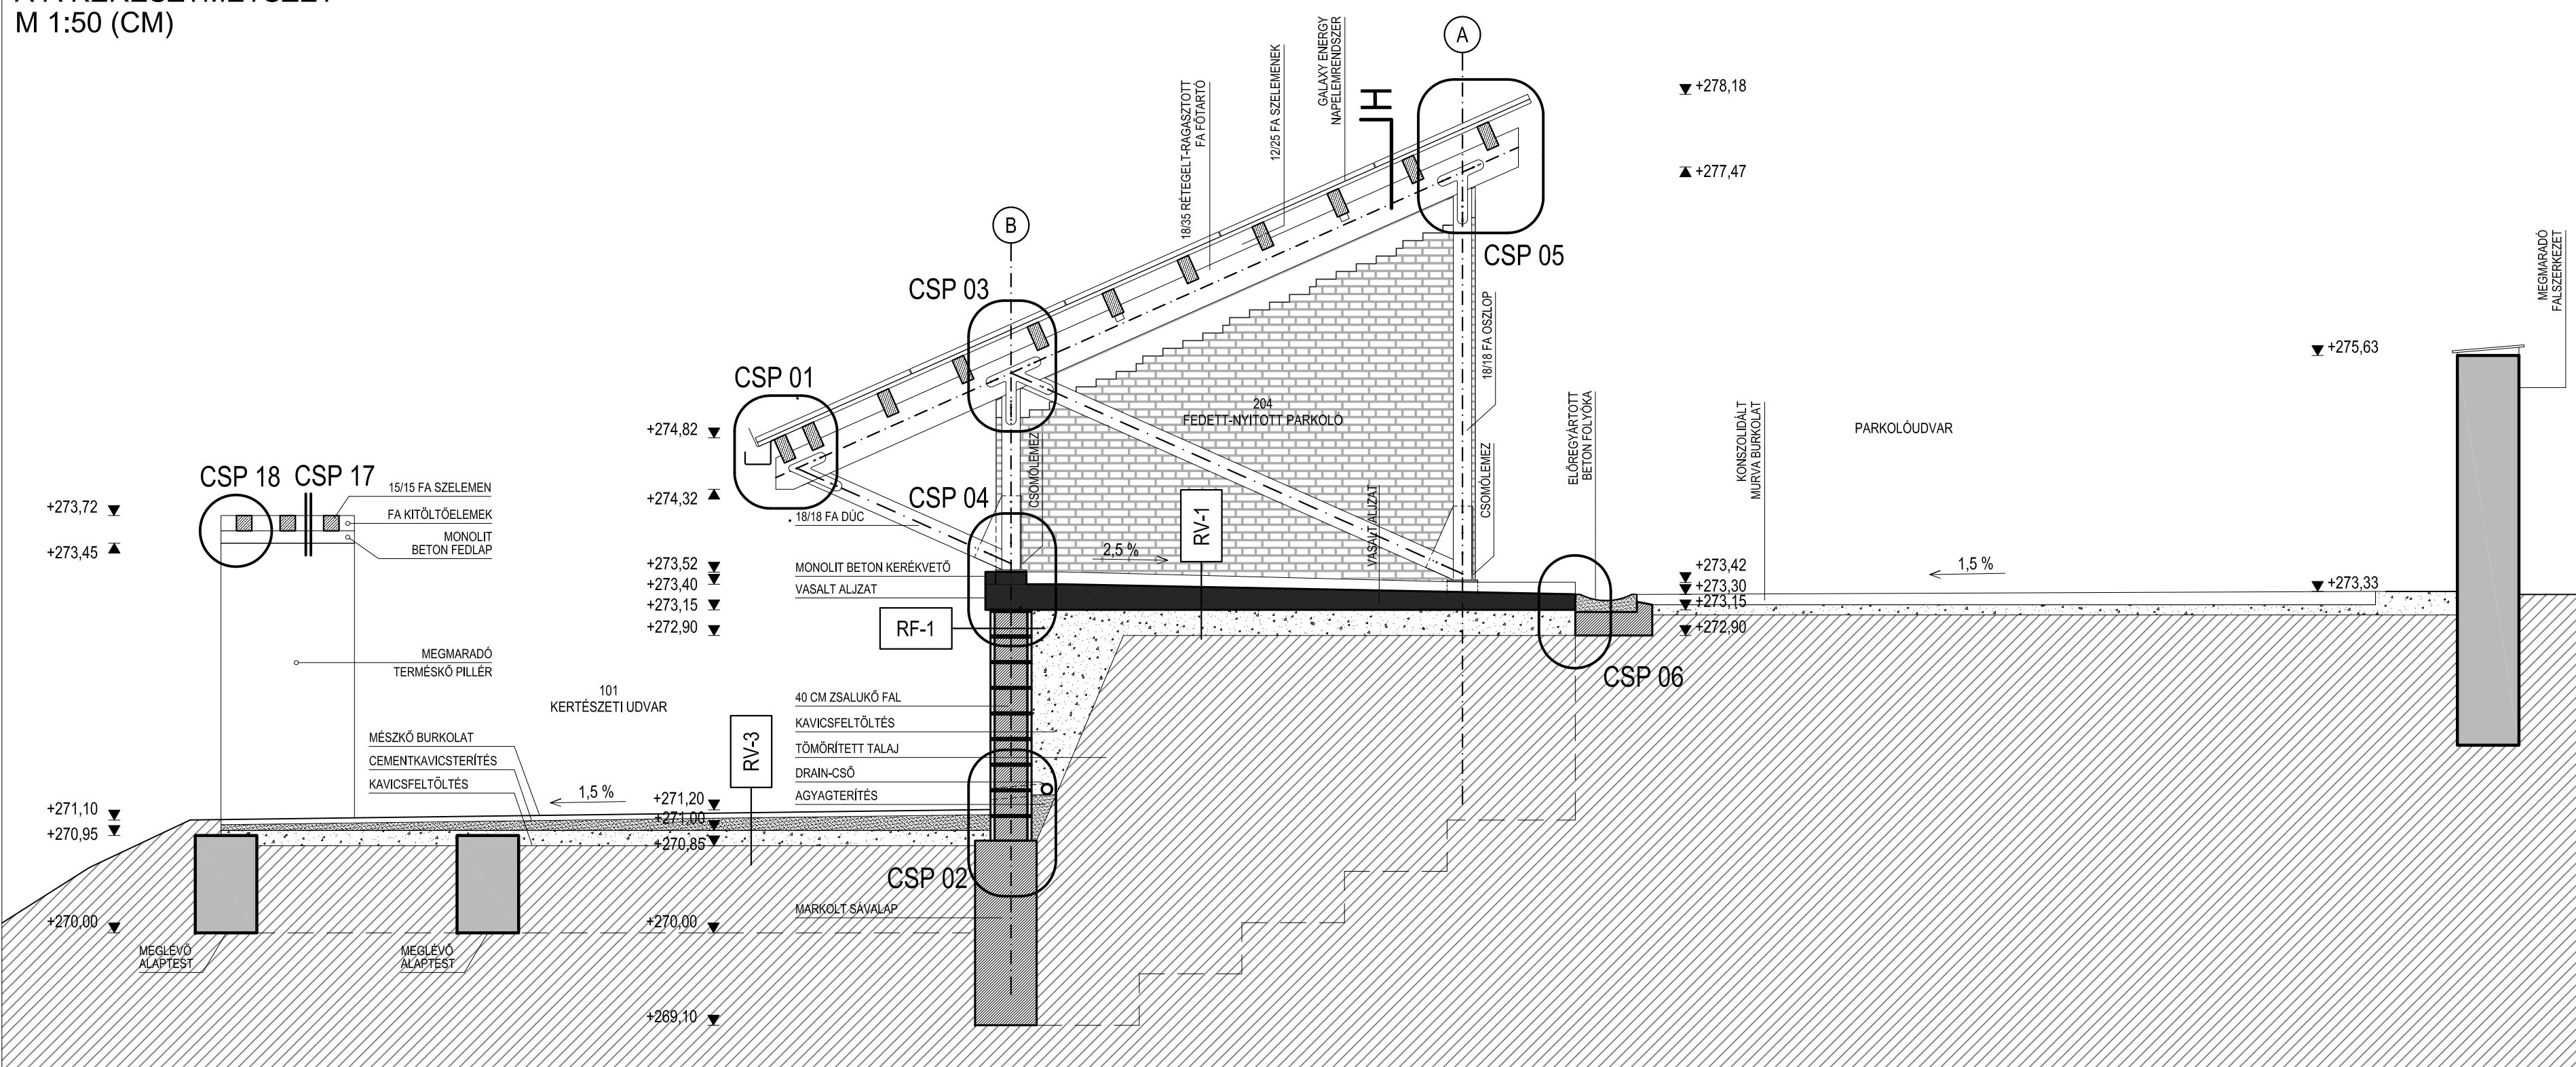 M 1:50 (CM)
A
B
H
18/35 RÉTEGELT-RAGASZTOTT
FA FŐTARTÓ
12/25 FA SZELEMENEK
GALAXY ENERGY
NAPELEMRENDSZER
+278,18
+277,47
CSP 05
CSP 03
CSP 01
+274,82
+274,32
CSP 04
CSOMÓLEMEZ
18/18 FA DÚC
204
FEDETT-NYITOTT PARKOLÓ
18/18 FA OSZLOP
CSOMÓLEMEZ
VASALT ALJZAT
RV-1
2,5 %
ELŐREGYÁRTOTT
BETON FOLYÓKA
KONSZOLIDÁLT
MURVA BURKOLAT
PARKOLÓUDVAR
MEGMARADÓ
FALSZERKEZET
+275,63
CSP 18
CSP 17
15/15 FA SZELEMEN
FA KITÖLTŐELEMEK
MONOLIT
BETON FEDLAP
+273,72
+273,45
+273,52
+273,40
+273,15
+272,90
MONOLIT BETON KERÉKVETŐ
VASALT ALJZAT
RF-1
+273,42
+273,30
+273,15
+272,90
1,5 %
+273,33
CSP 06
MEGMARADÓ
TERMÉSKŐ PILLÉR
101
KERTÉSZETI UDVAR
RV-3
40 CM ZSALUKŐ FAL
KAVICSFELTÖLTÉS
TÖMÖRÍTETT TALAJ
DRAIN-CSŐ
AGYAGTERÍTÉS
MÉSZKŐ BURKOLAT
CEMENTKAVICSTERÍTÉS
KAVICSFELTÖLTÉS
1,5 %
+271,20
+271,00
+270,85
+271,10
+270,95
CSP 02
MARKOLT SÁVALAP
+270,00
+270,00
MEGLÉVŐ
ALAPTEST
MEGLÉVŐ
ALAPTEST
+269,10